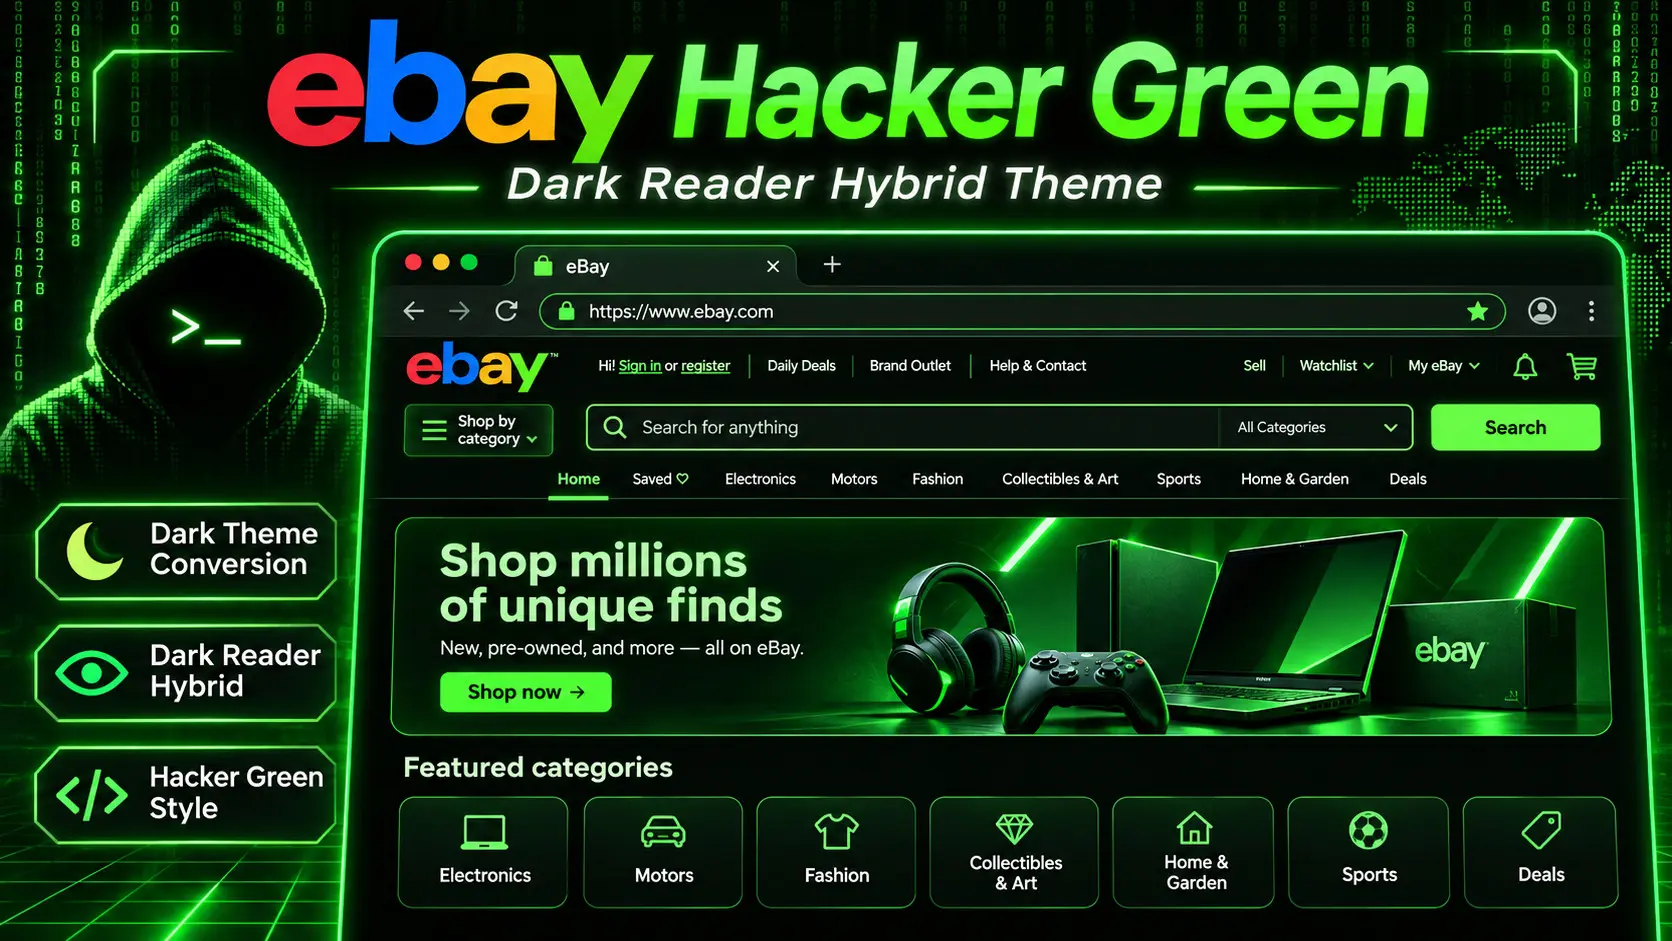 ebay Hacker Green
Dark Reader Hybrid Theme
eBay
https://www.ebay.com
ebay™
Hi! Sign in or register
Daily Deals
Brand Outlet
Help & Contact
Sell
Watchlist
My eBay
Shop by
category
Search for anything
All Categories
Search
Home
Saved
Electronics
Motors
Fashion
Collectibles & Art
Sports
Home & Garden
Deals
>_
Dark Theme
Conversion
Dark Reader
Hybrid
</>
Hacker Green
Style
Shop millions
of unique finds
New, pre-owned, and more — all on eBay.
Shop now →
ebay
Featured categories
Electronics
Motors
Fashion
Collectibles
& Art
Home &
Garden
Sports
Deals